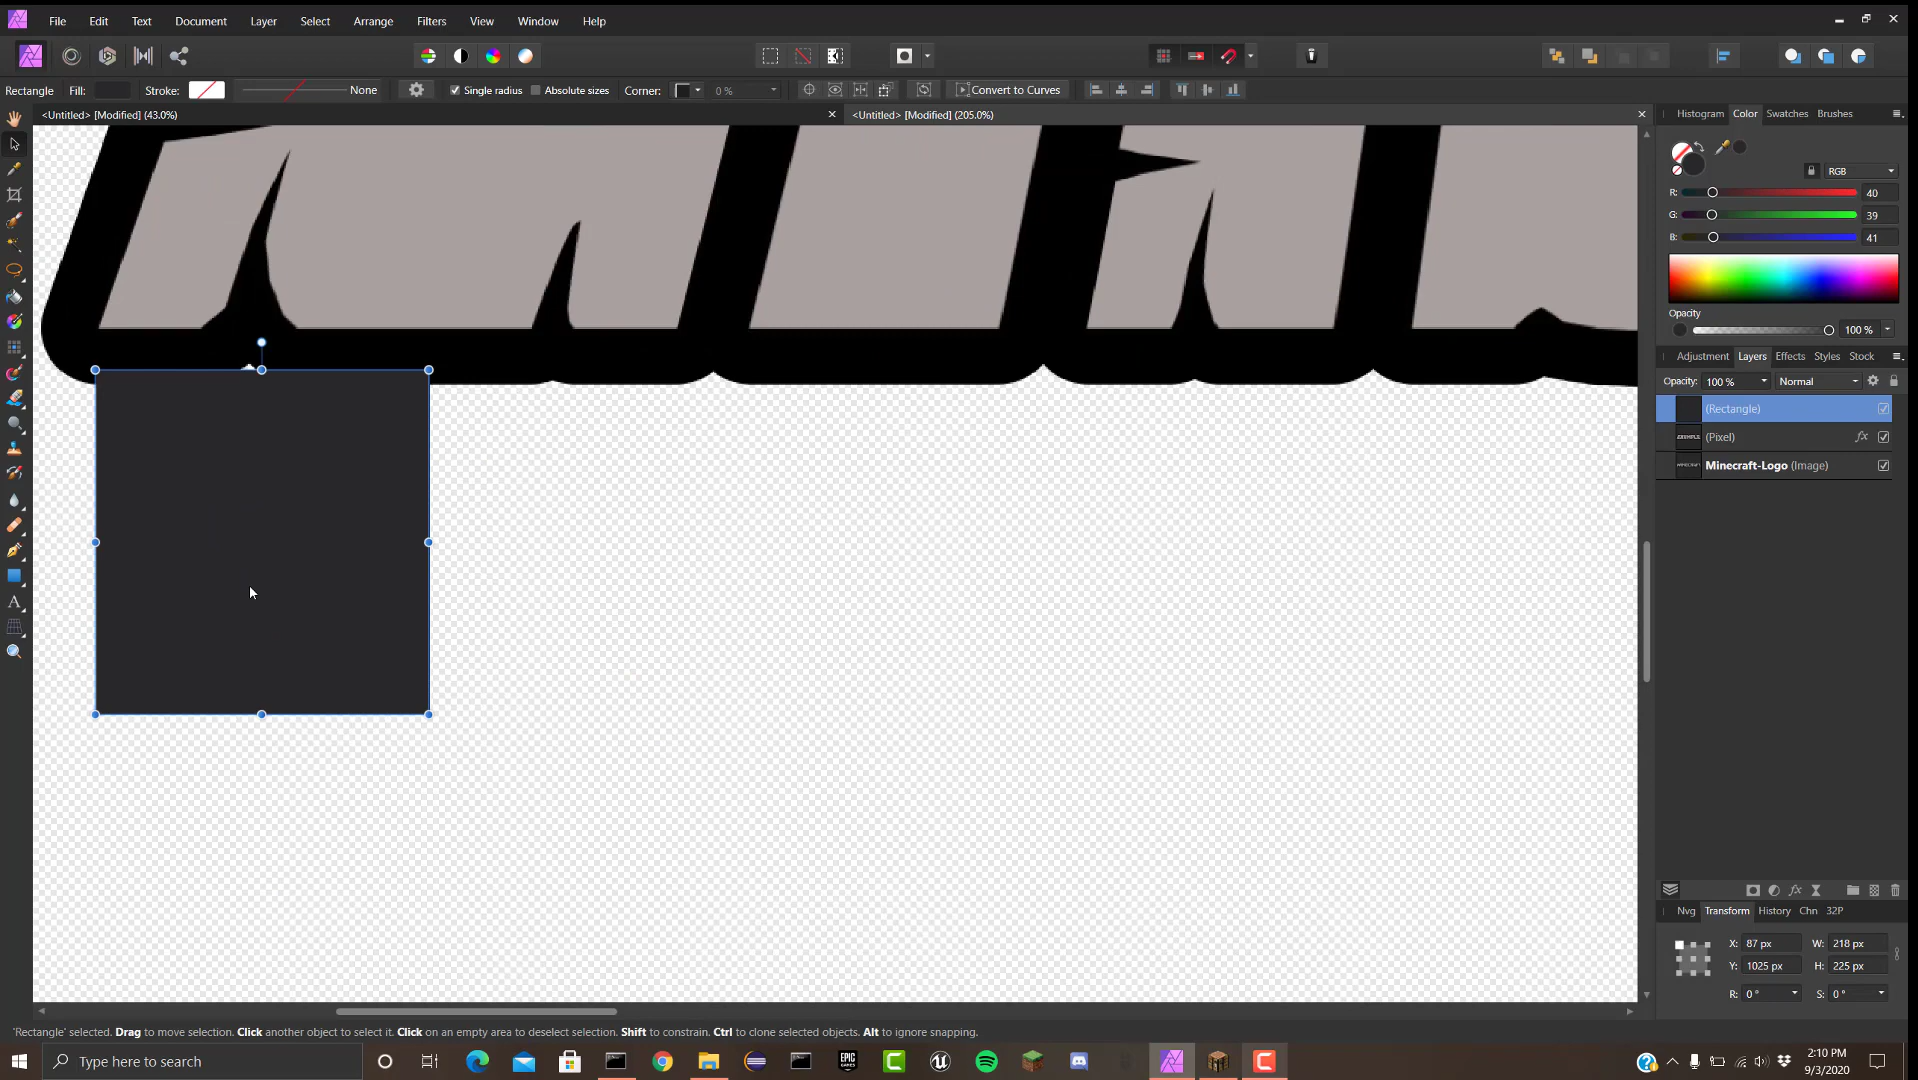 File Edit Text Document Layer Select Arrange Filters View Window Help
Rectangle Fill: Stroke: None Single radius Absolute sizes Corner: 0 % Convert to Curves
<Untitled> [Modified] (43.0%) <Untitled> [Modified] (205.0%)
Histogram Color Swatches Brushes
RGB
R: 40
G: 39
B: 41
Opacity
100 %
Adjustment Layers Effects Styles Stock
Opacity: 100 % Normal
(Rectangle)
(Pixel)
Minecraft-Logo (Image)
Nvg Transform History Chn 32P
X: 87 px W: 218 px
Y: 1025 px H: 225 px
R: 0 ° S: 0 °
'Rectangle' selected. Drag to move selection. Click another object to select it. Click on an empty area to deselect selection. Shift to constrain. Ctrl to clone selected objects. Alt to ignore snapping.
Type here to search
EPIC GAMES
2:10 PM
9/3/2020